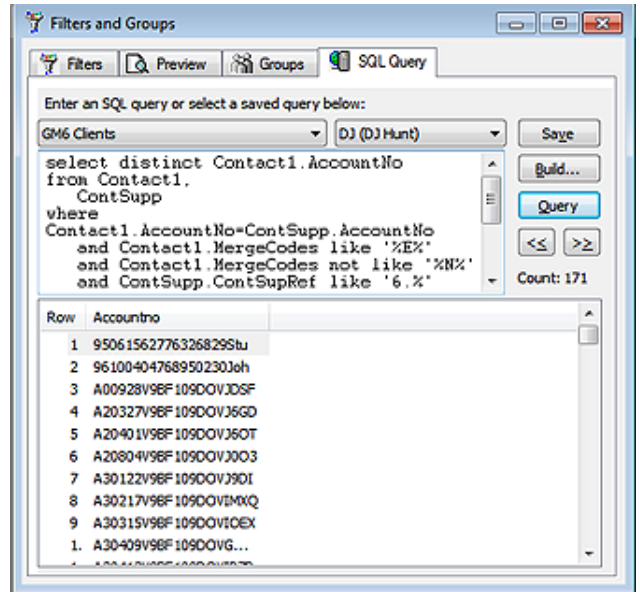 Filters and Groups
Filters Preview Groups SQL Query
Enter an SQL query or select a saved query below:
GM6 Clients DJ (DJ Hunt) Save
select distinct Contact1.AccountNo
from Contact1,
ContSupp
where
Contact1.AccountNo=ContSupp.AccountNo
and Contact1.MergeCodes like '%E%'
and Contact1.MergeCodes not like '%N%'
and ContSupp.ContSupRef like '6.%'
Build...
Query
<< >>
Count: 171
Row Accountno
1 95061562776326829Stu
2 96100404768950230Joh
3 A00928V9BF109DOVJDSF
4 A20327V9BF109DOVJ6GD
5 A20401V9BF109DOVJ6OT
6 A20804V9BF109DOVJ0O3
7 A30122V9BF109DOVJ9DI
8 A30217V9BF109DOVIMXQ
9 A30315V9BF109DOVIOEX
1. A30409V9BF109DOVG...